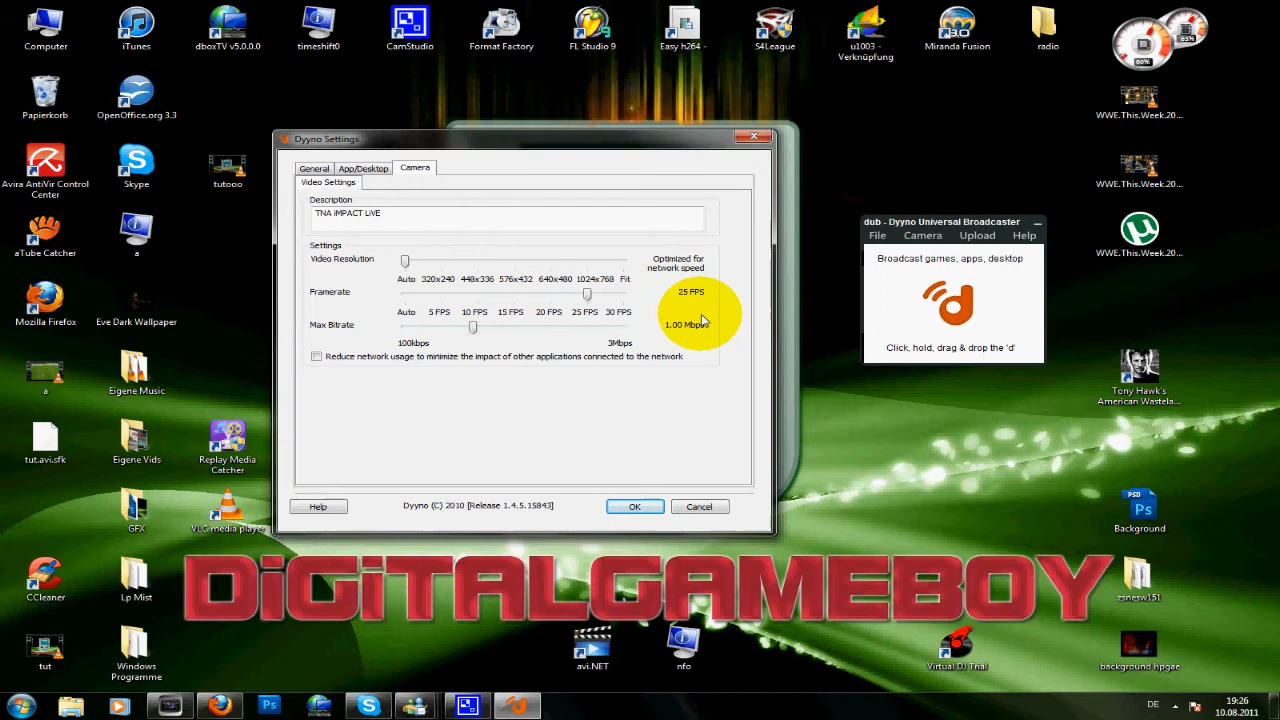 Computer
iTunes
dboxTV v5.0.0.0
timeshift0
CamStudio
Format Factory
FL Studio 9
Easy h264 -
S4League
u1003 -
Verknüpfung
Miranda Fusion
radio
80%
83%
Papierkorb
OpenOffice.org 3.3
WWE.This.Week.20...
Avira AntiVir Control
Center
Skype
tutooo
WWE.This.Week.20...
aTube Catcher
a
WWE.This.Week.20...
Mozilla Firefox
Eve Dark Wallpaper
a
Eigene Music
Tony Hawk's
American Wastela...
tut.avi.sfk
Eigene Vids
Replay Media
Catcher
GFX
VLC media player
PSD
Ps
Background
CCleaner
Lp Mist
zsnesw151
tut
Windows
Programme
avi.NET
nfo
Virtual DJ Trial
background hpgae
Dyyno Settings
General
App/Desktop
Camera
Video Settings
Description
TNA iMPACT LiVE
Settings
Video Resolution
Optimized for
network speed
Auto 320x240 448x336 576x432 640x480 1024x768 Fit
Framerate
25 FPS
Auto 5 FPS 10 FPS 15 FPS 20 FPS 25 FPS 30 FPS
Max Bitrate
1.00 Mbps
100kbps 3Mbps
Reduce network usage to minimize the impact of other applications connected to the network
Help
Dyyno (C) 2010 [Release 1.4.5.15843]
OK
Cancel
dub - Dyyno Universal Broadcaster
File Camera Upload Help
Broadcast games, apps, desktop
Click, hold, drag & drop the 'd'
DiGiTALGAMEBOY
Ps
DE
19:26
10.08.2011